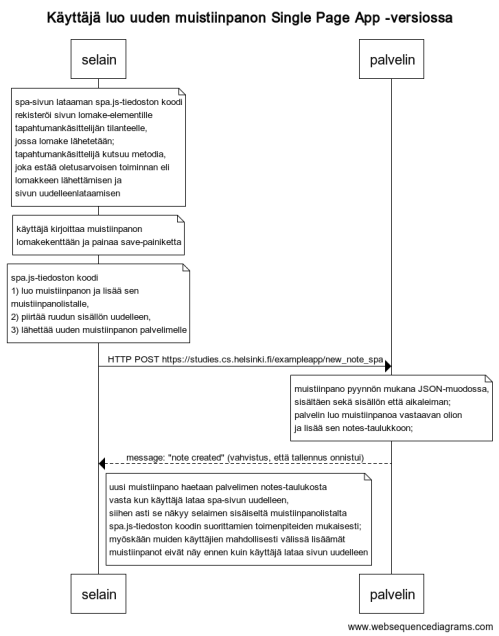 Käyttäjä luo uuden muistiinpanon Single Page App -versiossa
selain
palvelin
spa-sivun lataaman spa.js-tiedoston koodi
rekisteröi sivun lomake-elementille
tapahtumankäsittelijän tilanteelle,
jossa lomake lähetetään;
tapahtumankäsittelijä kutsuu metodia,
joka estää oletusarvoisen toiminnan eli
lomakkeen lähettämisen ja
sivun uudelleenlataamisen
käyttäjä kirjoittaa muistiinpanon
lomakekenttään ja painaa save-painiketta
spa.js-tiedoston koodi
1) luo muistiinpanon ja lisää sen
muistiinpanolistalle,
2) piirtää ruudun sisällön uudelleen,
3) lähettää uuden muistiinpanon palvelimelle
HTTP POST https://studies.cs.helsinki.fi/exampleapp/new_note_spa
muistiinpano pyynnön mukana JSON-muodossa,
sisältäen sekä sisällön että aikaleiman;
palvelin luo muistiinpanoa vastaavan olion
ja lisää sen notes-taulukkoon;
message: "note created" (vahvistus, että tallennus onnistui)
uusi muistiinpano haetaan palvelimen notes-taulukosta
vasta kun käyttäjä lataa spa-sivun uudelleen,
siihen asti se näkyy selaimen sisäiseltä muistiinpanolistalta
spa.js-tiedoston koodin suorittamien toimenpiteiden mukaisesti;
myöskään muiden käyttäjien mahdollisesti välissä lisäämät
muistiinpanot eivät näy ennen kuin käyttäjä lataa sivun uudelleen
selain
palvelin
www.websequencediagrams.com